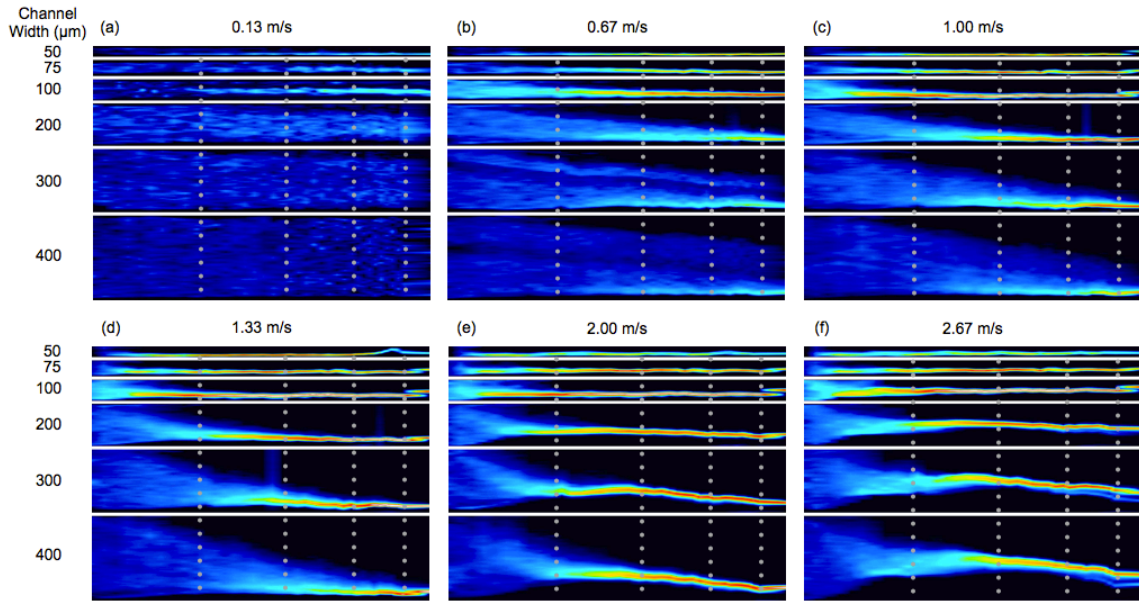 Channel
Width (µm)
(a) 0.13 m/s
(b) 0.67 m/s
(c) 1.00 m/s
50
75
100
200
300
400
(d) 1.33 m/s
(e) 2.00 m/s
(f) 2.67 m/s
50
75
100
200
300
400